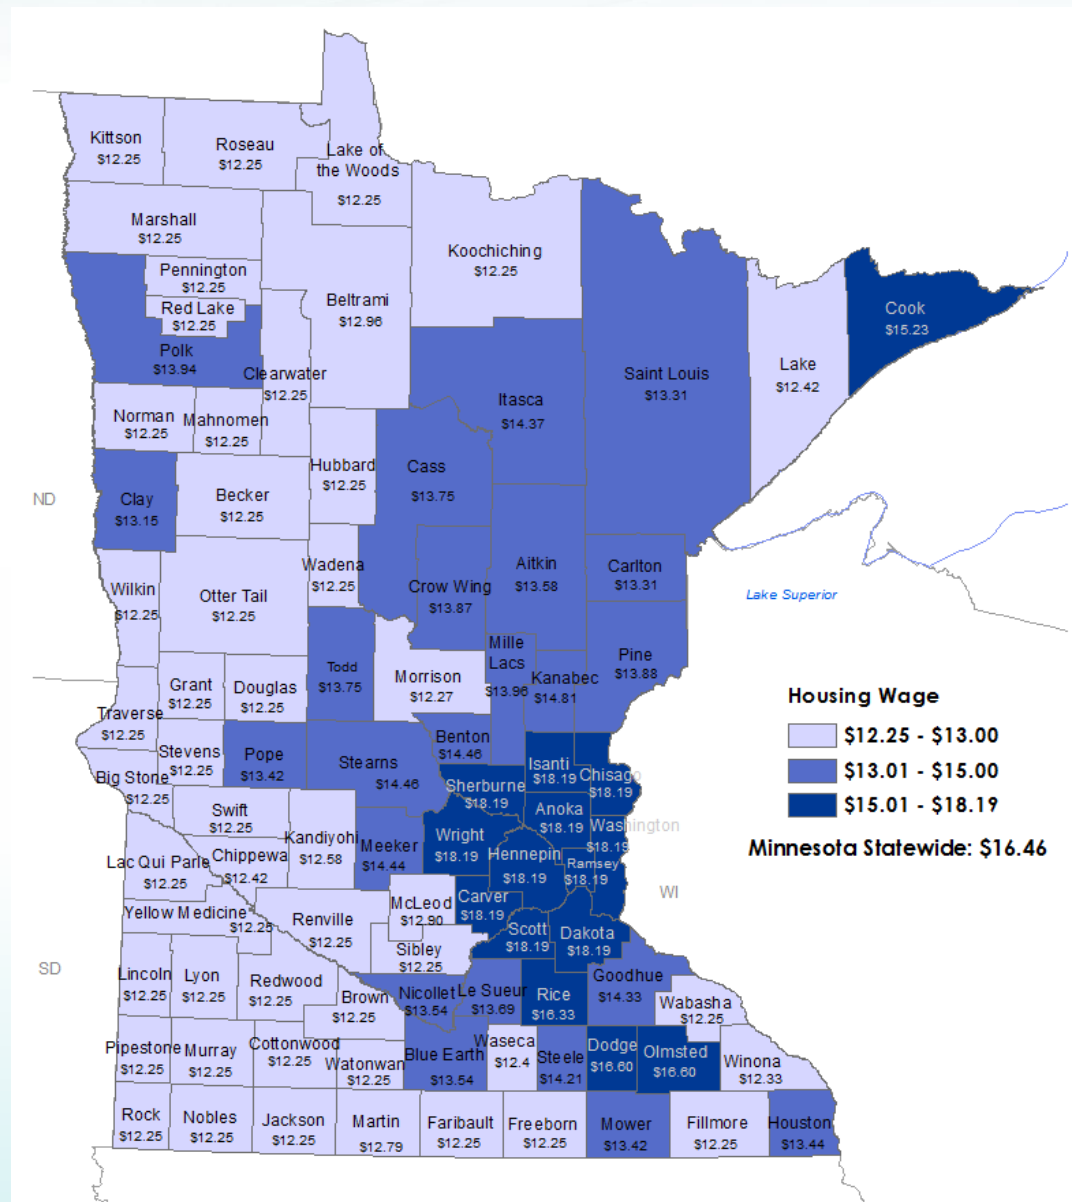 Kittson
$12.25
Roseau
$12.25
Lake of
the Woods
$12.25
Marshall
$12.25
Koochiching
$12.25
Pennington
$12.25
Red Lake
$12.25
Beltrami
$12.96
Polk
$13.94
Clearwater
$12.25
Cook
$15.23
Lake
$12.42
Saint Louis
$13.31
Itasca
$14.37
Norman
$12.25
Mahnomen
$12.25
Hubbard
$12.25
Cass
$13.75
ND
Clay
$13.15
Becker
$12.25
Wadena
$12.25
Crow Wing
$13.87
Aitkin
$13.58
Carlton
$13.31
Lake Superior
Wilkin
$12.25
Otter Tail
$12.25
Mille
Lacs
$13.96
Kanabec
$14.81
Pine
$13.88
Todd
$13.75
Morrison
$12.27
Grant
$12.25
Douglas
$12.25
Traverse
$12.25
Housing Wage
$12.25 - $13.00
$13.01 - $15.00
$15.01 - $18.19
Minnesota Statewide: $16.46
Stevens
$12.25
Pope
$13.42
Stearns
$14.46
Benton
$14.46
Isanti
$18.19
Chisago
$18.19
Big Stone
$12.25
Sherburne
$18.19
Swift
$12.25
Anoka
$18.19
Washington
$18.19
Kandiyohi
$12.58
Meeker
$14.44
Wright
$18.19
Hennepin
$18.19
Ramsey
$18.19
Lac Qui Parle
$12.25
Chippewa
$12.42
WI
McLeod
$12.90
Carver
$18.19
Yellow Medicine
$12.25
Renville
$12.25
Scott
$18.19
Dakota
$18.19
Sibley
$12.25
SD
Lincoln
$12.25
Lyon
$12.25
Redwood
$12.25
Brown
$12.25
Nicollet
$13.54
Le Sueur
$13.69
Rice
$16.33
Goodhue
$14.33
Wabasha
$12.25
Pipestone
$12.25
Murray
$12.25
Cottonwood
$12.25
Watonwan
$12.25
Blue Earth
$13.54
Waseca
$12.4
Steele
$14.21
Dodge
$16.60
Olmsted
$16.60
Winona
$12.33
Rock
$12.25
Nobles
$12.25
Jackson
$12.25
Martin
$12.79
Faribault
$12.25
Freeborn
$12.25
Mower
$13.42
Fillmore
$12.25
Houston
$13.44